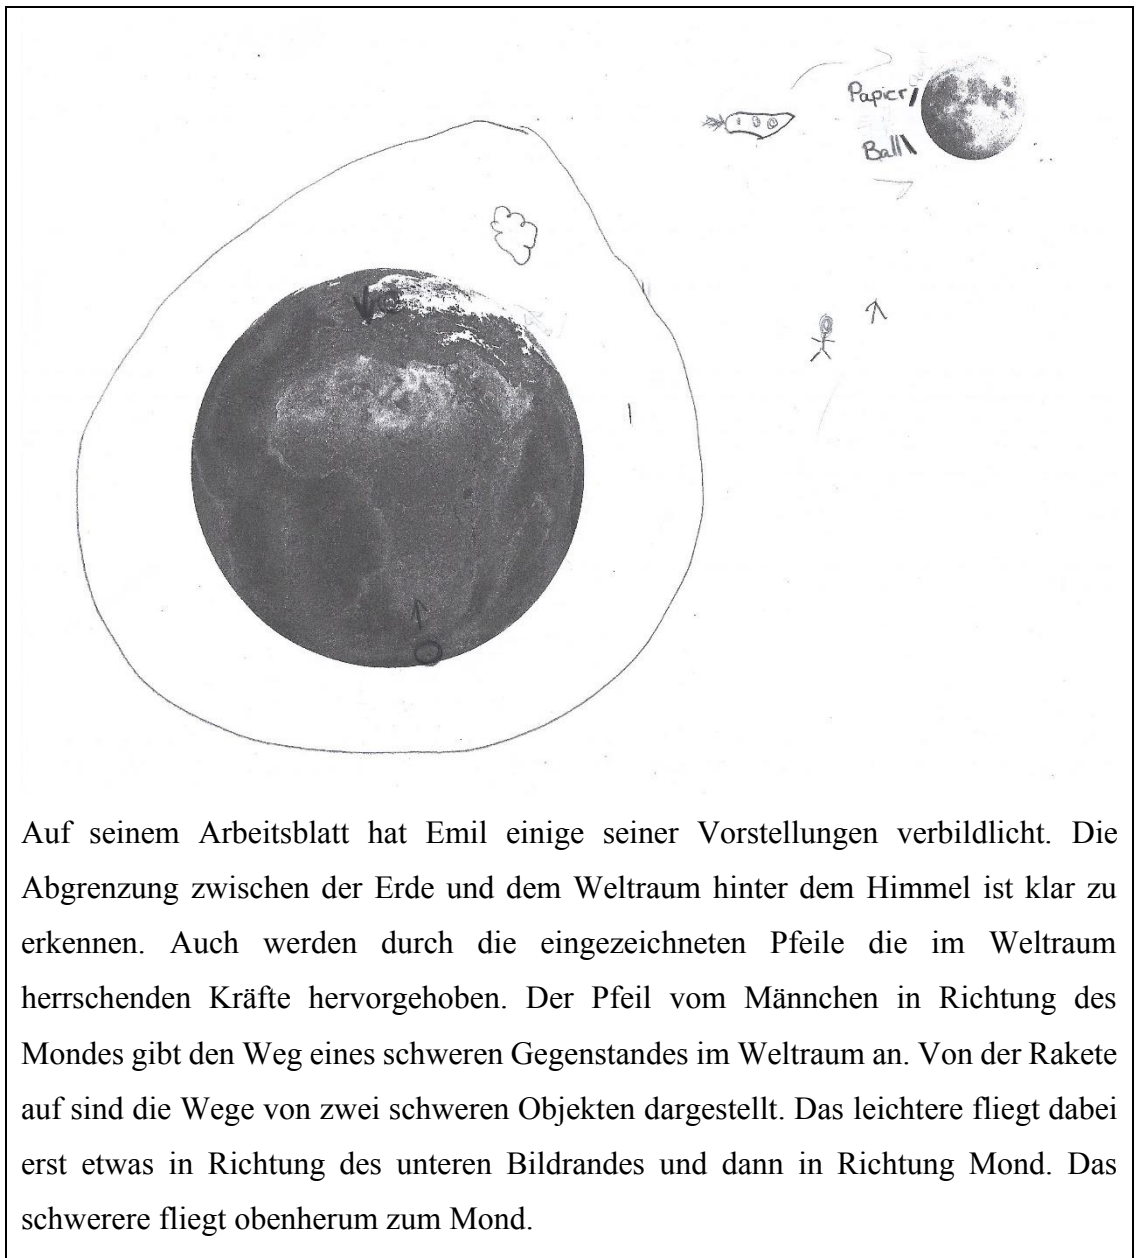 Papier
Ball
Auf seinem Arbeitsblatt hat Emil einige seiner Vorstellungen verbildlicht. Die
Abgrenzung zwischen der Erde und dem Weltraum hinter dem Himmel ist klar zu
erkennen. Auch werden durch die eingezeichneten Pfeile die im Weltraum
herrschenden Kräfte hervorgehoben. Der Pfeil vom Männchen in Richtung des
Mondes gibt den Weg eines schweren Gegenstandes im Weltraum an. Von der Rakete
auf sind die Wege von zwei schweren Objekten dargestellt. Das leichtere fliegt dabei
erst etwas in Richtung des unteren Bildrandes und dann in Richtung Mond. Das
schwerere fliegt obenherum zum Mond.